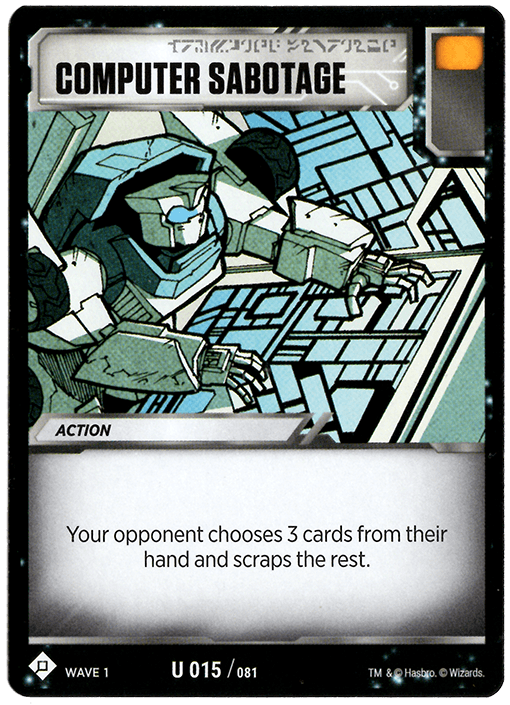 COMPUTER SABOTAGE
ACTION
Your opponent chooses 3 cards from their
hand and scraps the rest.
WAVE 1 U 015 / 081 TM & © Hasbro. © Wizards.